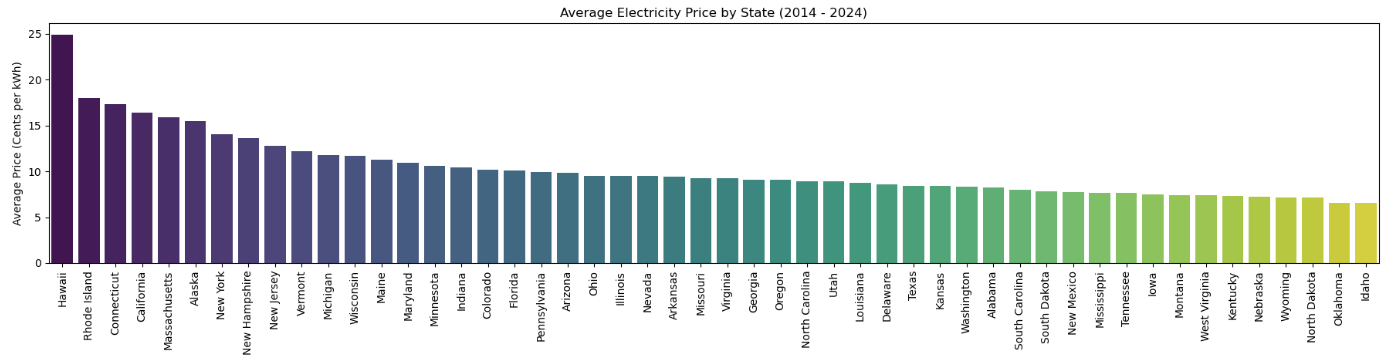 Average Electricity Price by State (2014 - 2024)
Average Price (Cents per kWh)
25
20
15
10
5
0
Hawaii
Rhode Island
Connecticut
California
Massachusetts
Alaska
New York
New Hampshire
New Jersey
Vermont
Michigan
Wisconsin
Maine
Maryland
Minnesota
Indiana
Colorado
Florida
Pennsylvania
Arizona
Ohio
Illinois
Nevada
Arkansas
Missouri
Virginia
Georgia
Oregon
North Carolina
Utah
Louisiana
Delaware
Texas
Kansas
Washington
Alabama
South Carolina
South Dakota
New Mexico
Mississippi
Tennessee
Iowa
Montana
West Virginia
Kentucky
Nebraska
Wyoming
North Dakota
Oklahoma
Idaho